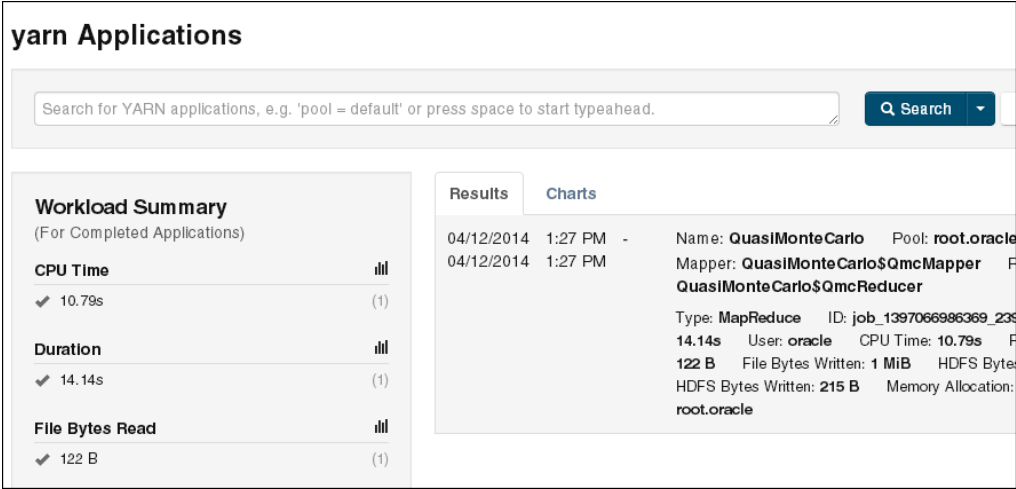 yarn Applications
Search for YARN applications, e.g. 'pool = default' or press space to start typeahead.
Search
Workload Summary
(For Completed Applications)
CPU Time
10.79s (1)
Duration
14.14s (1)
File Bytes Read
122 B (1)
Results Charts
04/12/2014 1:27 PM -
04/12/2014 1:27 PM
Name: QuasiMonteCarlo Pool: root.oracle
Mapper: QuasiMonteCarlo$QmcMapper
QuasiMonteCarlo$QmcReducer
Type: MapReduce ID: job_1397066986369_239
14.14s User: oracle CPU Time: 10.79s
122 B File Bytes Written: 1 MiB HDFS Bytes
HDFS Bytes Written: 215 B Memory Allocation:
root.oracle